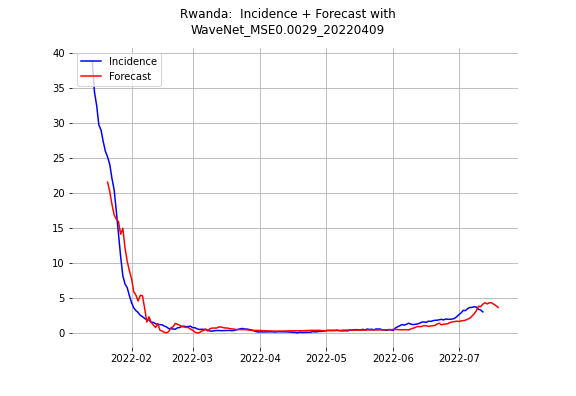 Rwanda:  Incidence + Forecast with
WaveNet_MSE0.0029_20220409
40
Incidence
Forecast
35
30
25
20
15
10
5
0
2022-02 2022-03 2022-04 2022-05 2022-06 2022-07